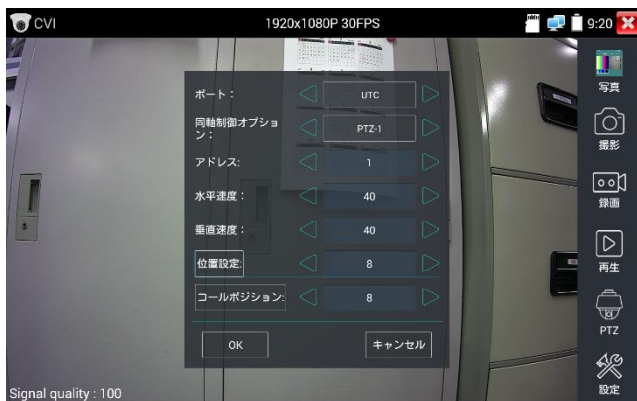 CVI
1920x1080P 30FPS
9:20
ポート：
UTC
写真
同軸制御オプショ
ン：
PTZ-1
撮影
アドレス:
1
水平速度：
40
録画
垂直速度：
40
位置設定:
8
再生
コールポジション:
8
PTZ
OK
キャンセル
設定
Signal quality : 100